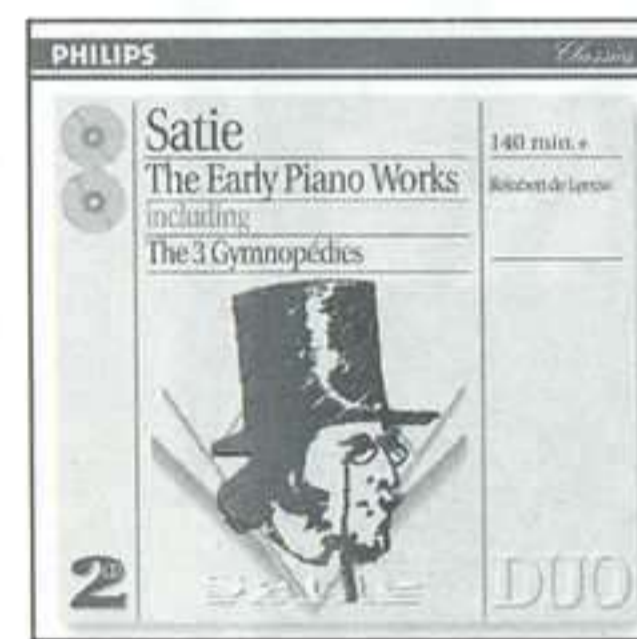 PHILIPS Classics
Satie
The Early Piano Works
including
The 3 Gymnopédies
140 min.+
Reinbert de Leeuw
2
DUO